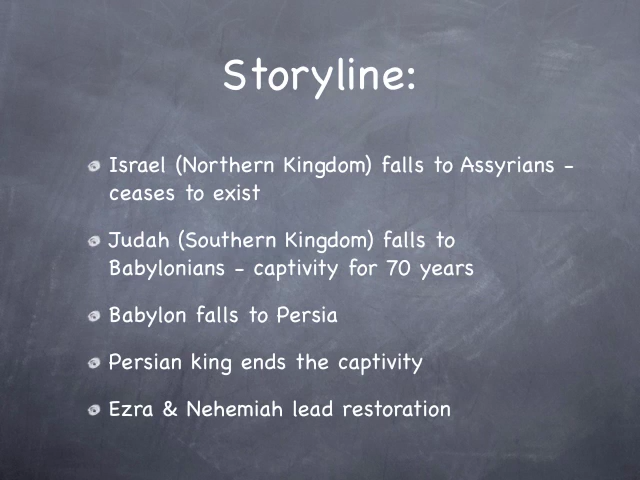 Storyline:
Israel (Northern Kingdom) falls to Assyrians -
ceases to exist
Judah (Southern Kingdom) falls to
Babylonians - captivity for 70 years
Babylon falls to Persia
Persian king ends the captivity
Ezra & Nehemiah lead restoration